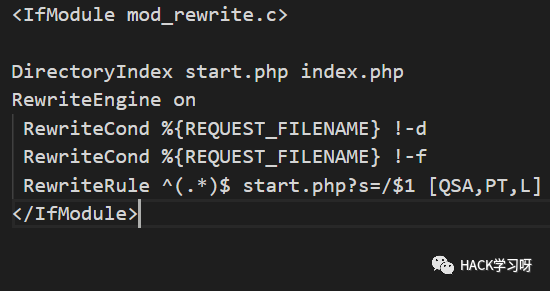 <IfModule mod_rewrite.c>
DirectoryIndex start.php index.php
RewriteEngine on
RewriteCond %{REQUEST_FILENAME} !-d
RewriteCond %{REQUEST_FILENAME} !-f
RewriteRule ^(.*)$ start.php?s=/$1 [QSA,PT,L]
</IfModule>
HACK学习呀